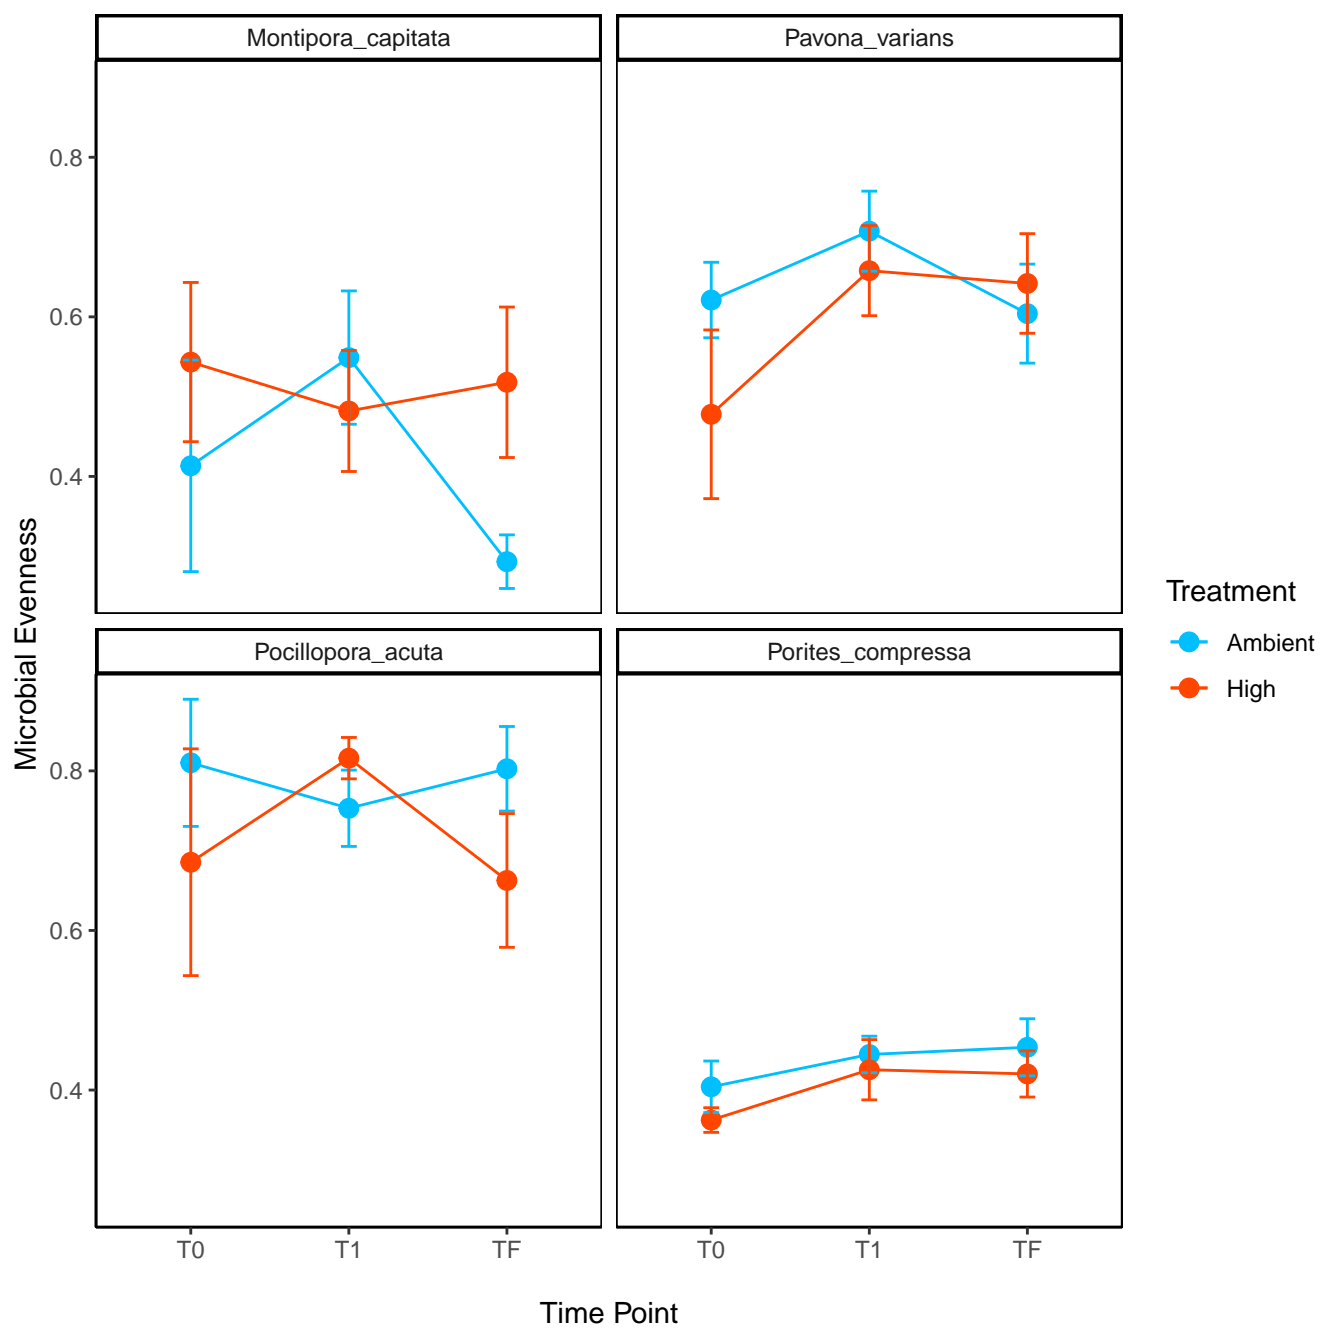 Montipora_capitata
Pavona_varians
0.8
0.6
0.4
Pocillopora_acuta
Porites_compressa
0.8
0.6
0.4
T0
T1
TF
T0
T1
TF
Time Point
Microbial Evenness
Treatment
Ambient
High